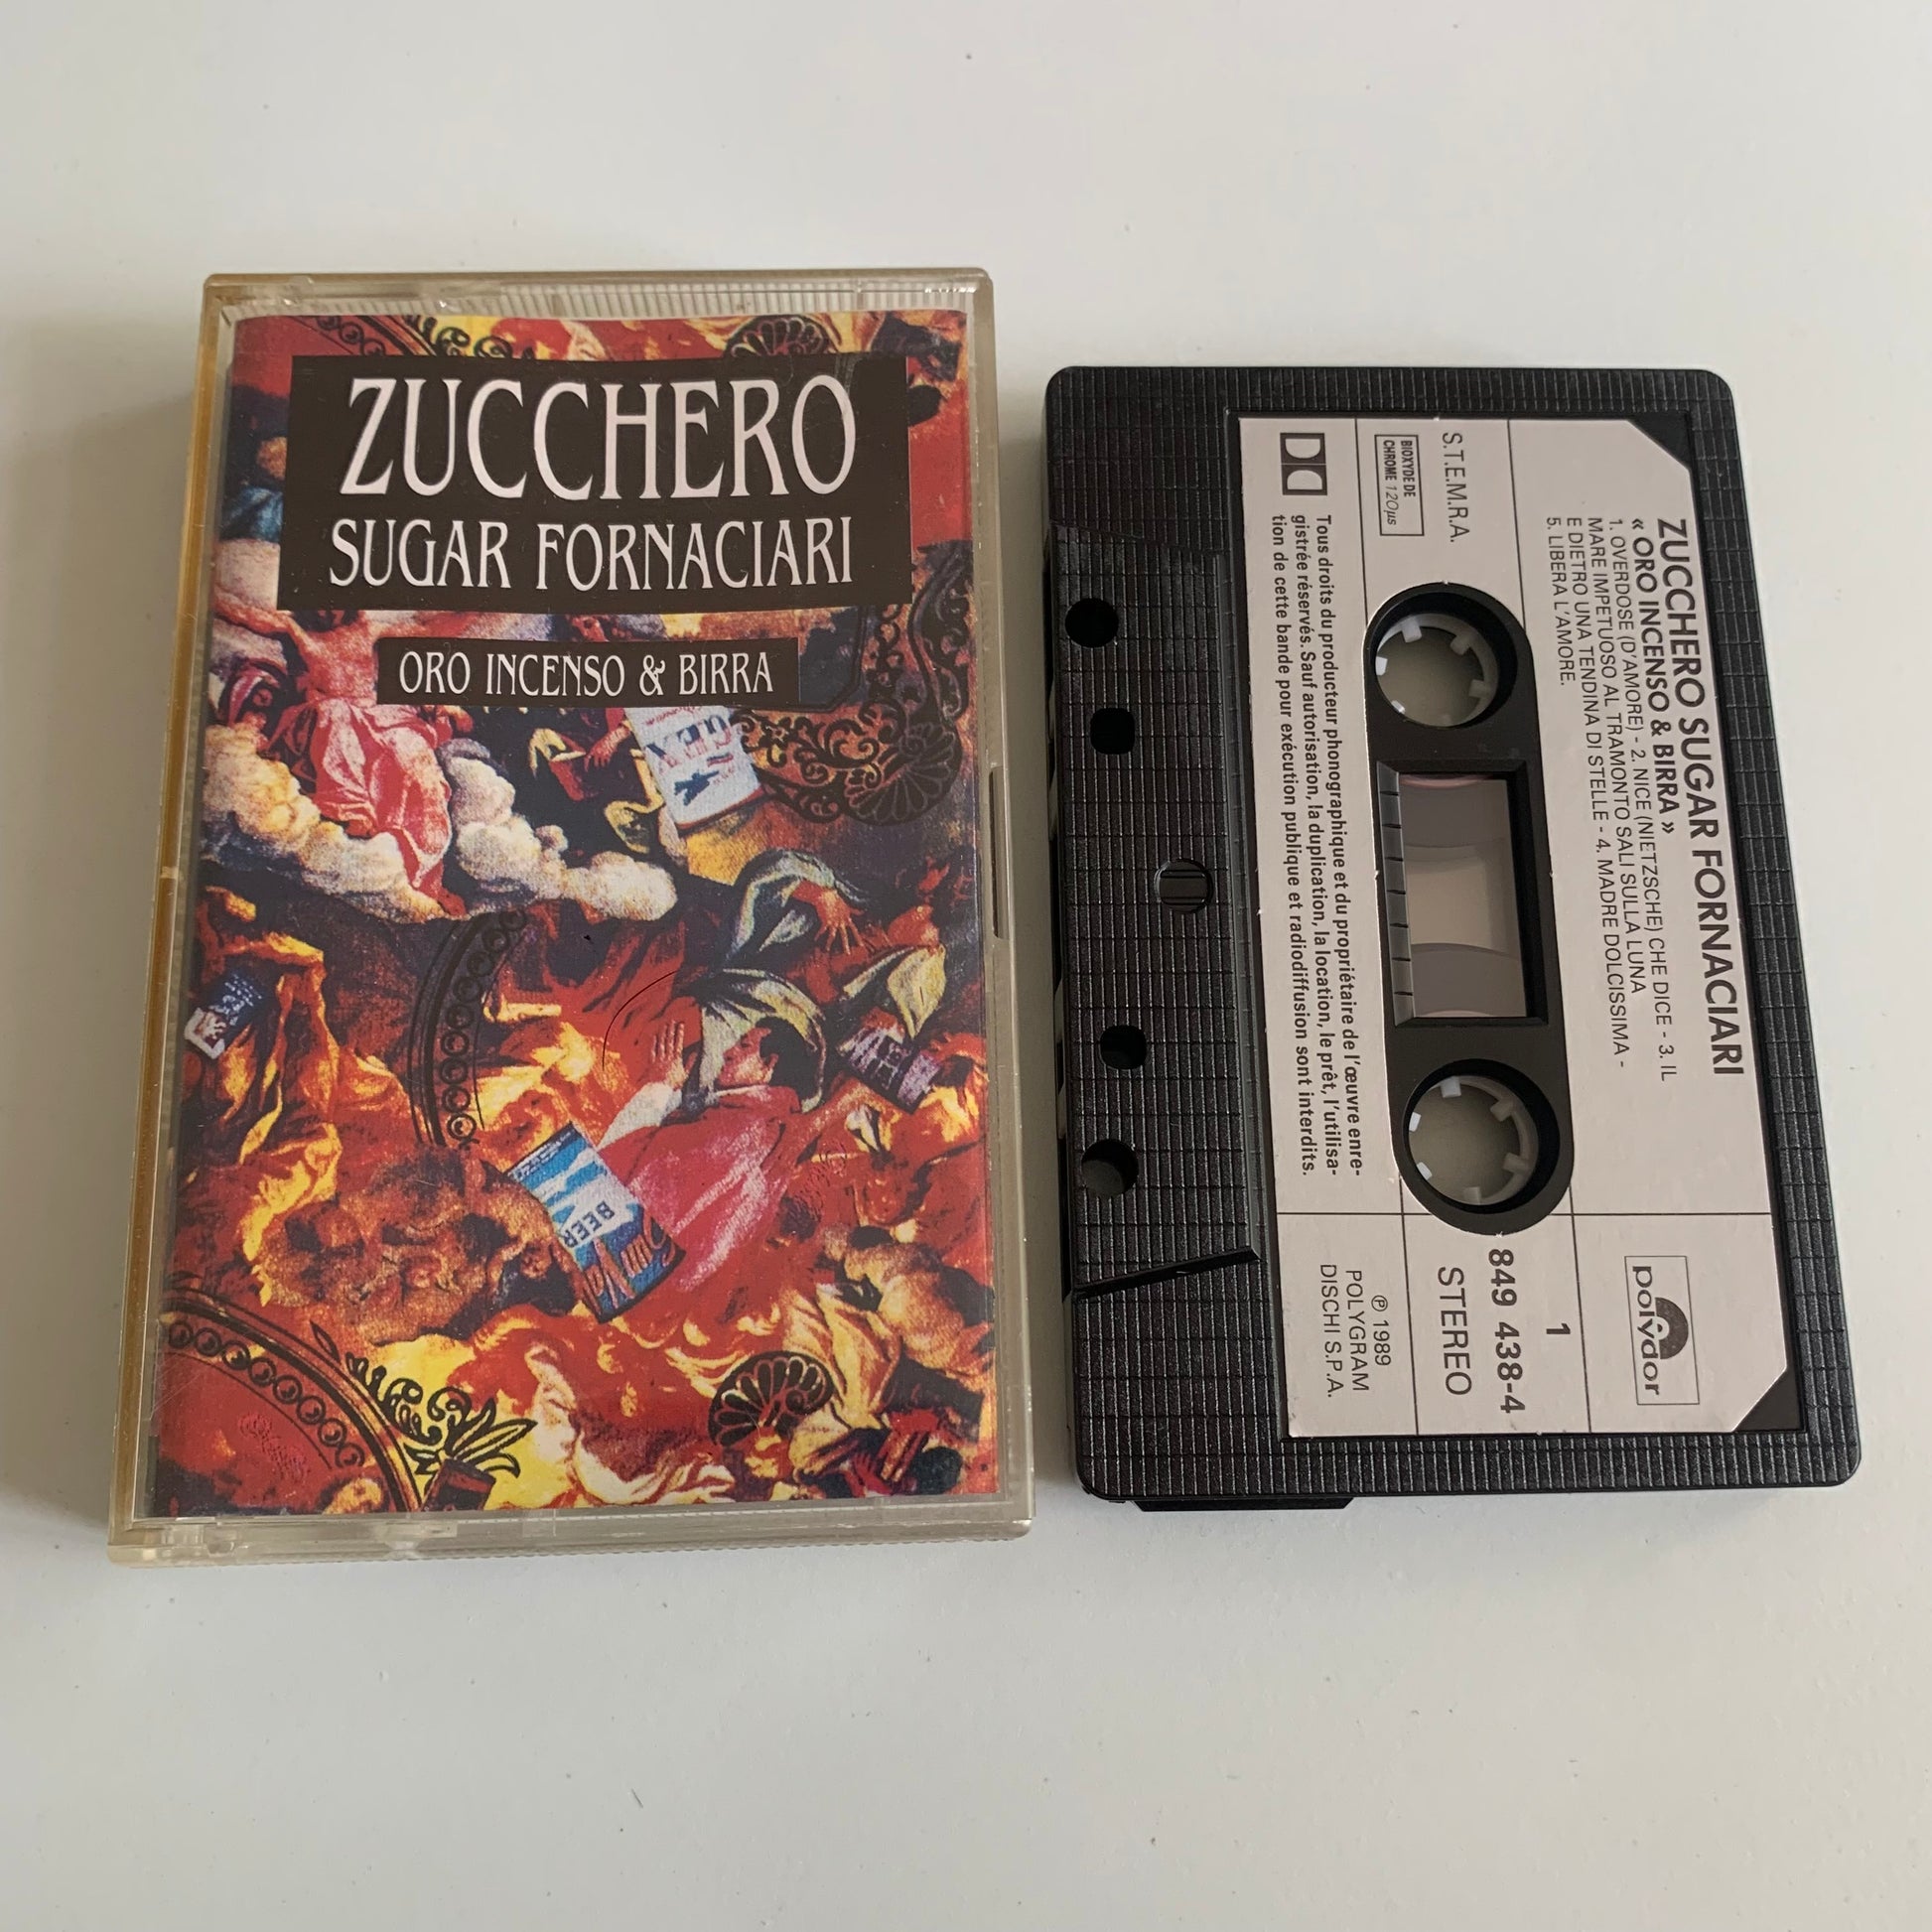 ZUCCHERO
SUGAR FORNACIARI
ORO INCENSO & BIRRA
BEER
ZUCCHERO SUGAR FORNACIARI
« ORO INCENSO & BIRRA »
1. OVERDOSE (D'AMORE) - 2. NICE (NIETZSCHE) CHE DICE - 3. IL
MARE IMPETUOSO AL TRAMONTO SALI SULLA LUNA
E DIETRO UNA TENDINA DI STELLE - 4. MADRE DOLCISSIMA -
5. LIBERA L'AMORE.
S.T.E.M.R.A.
BIOXYDE DE
CHROME 120µs
Tous droits du producteur phonographique et du propriétaire de l'œuvre enre-
gistrée réservés. Sauf autorisation, la duplication, la location, le prêt, l'utilisa-
tion de cette bande pour exécution publique et radiodiffusion sont interdits.
polydor
1
849 438-4
STEREO
℗ 1989
POLYGRAM
DISCHI S.P.A.